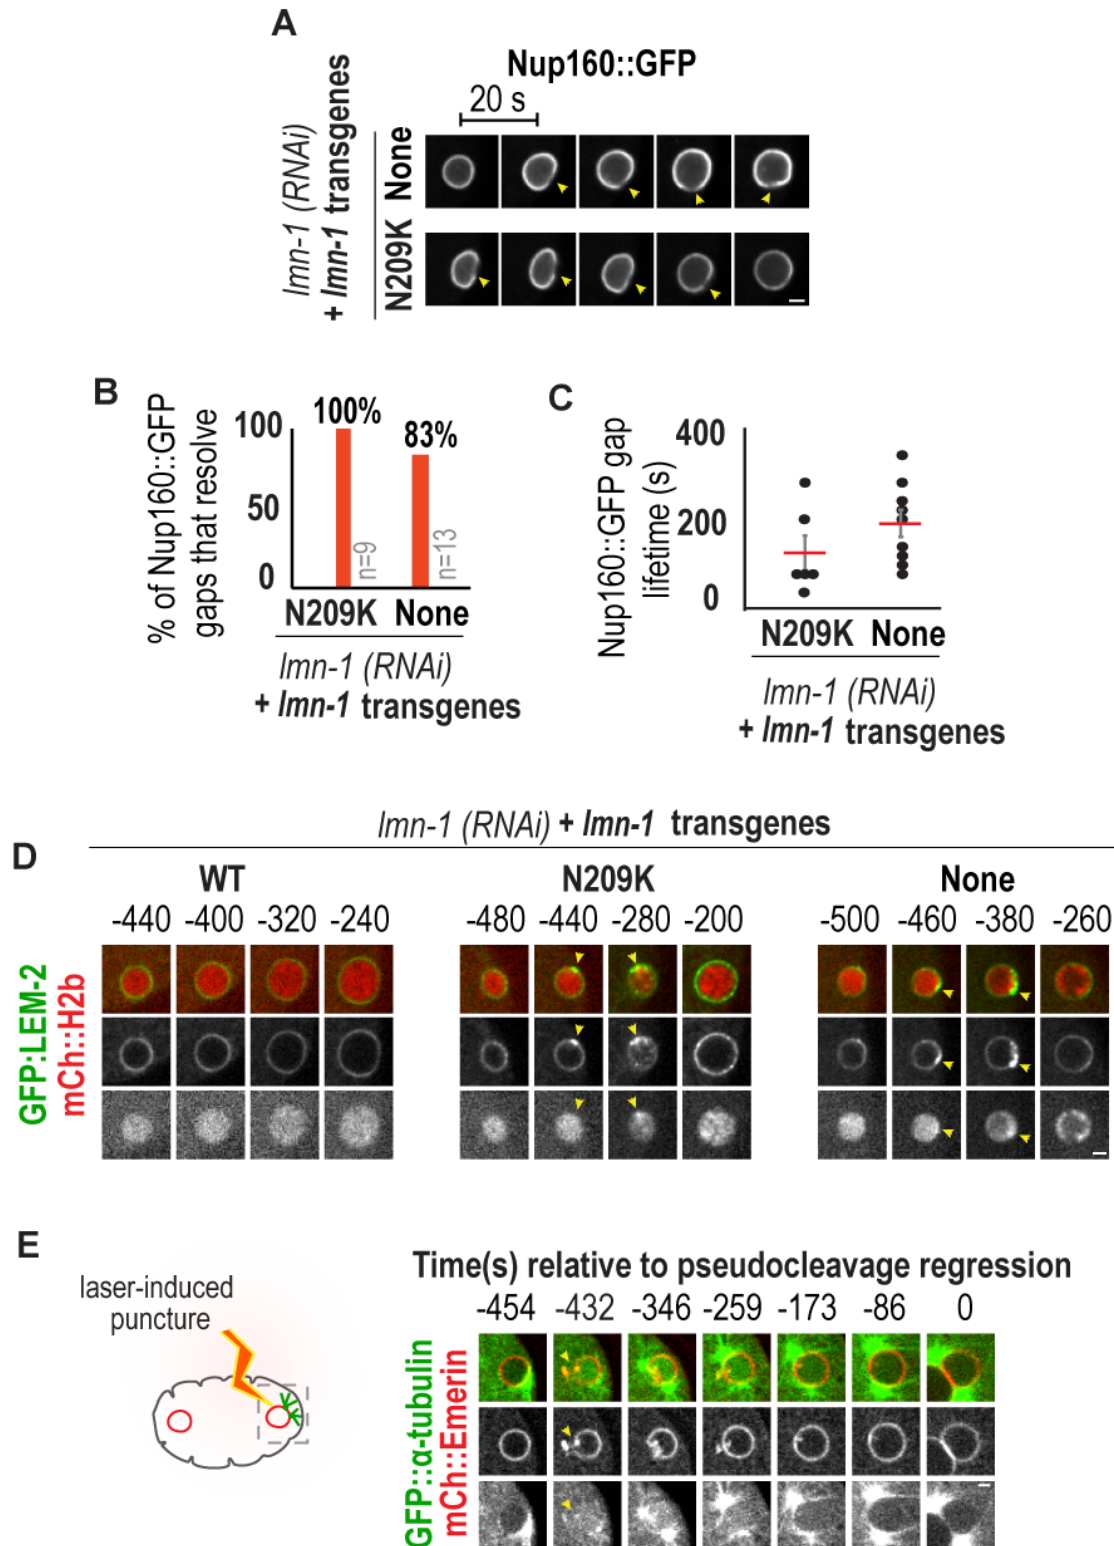 A
Nup160::GFP
20 s
lmn-1 (RNAi)
+ lmn-1 transgenes
None
N209K
B
% of Nup160::GFP
gaps that resolve
100
50
0
100%
83%
n=9
n=13
N209K None
lmn-1 (RNAi)
+ lmn-1 transgenes
C
Nup160::GFP gap
lifetime (s)
400
200
0
N209K None
lmn-1 (RNAi)
+ lmn-1 transgenes
lmn-1 (RNAi) + lmn-1 transgenes
D
WT
N209K
None
-440 -400 -320 -240
-480 -440 -280 -200
-500 -460 -380 -260
GFP:LEM-2
mCh::H2b
E
laser-induced
puncture
Time(s) relative to pseudocleavage regression
-454 -432 -346 -259 -173 -86 0
GFP::α-tubulin
mCh::Emerin